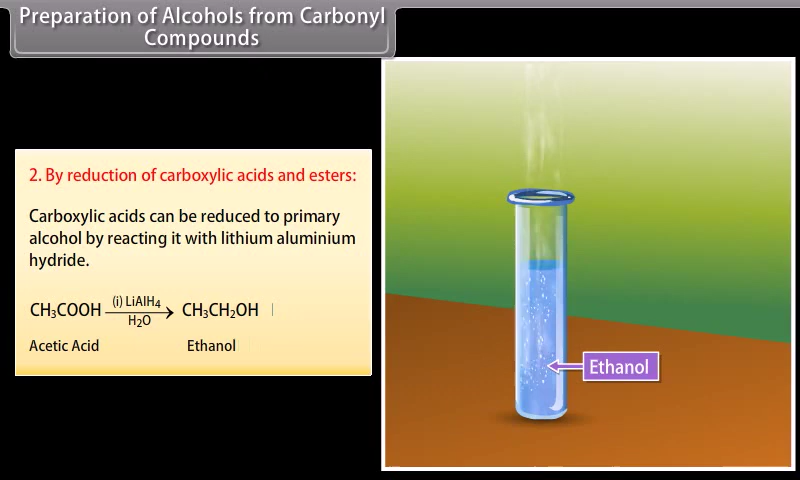 Preparation of Alcohols from Carbonyl
Compounds
2. By reduction of carboxylic acids and esters:
Carboxylic acids can be reduced to primary
alcohol by reacting it with lithium aluminium
hydride.
(i) LiAlH₄
CH₃COOH ⟶ CH₃CH₂OH
H₂O
Acetic Acid Ethanol
Ethanol